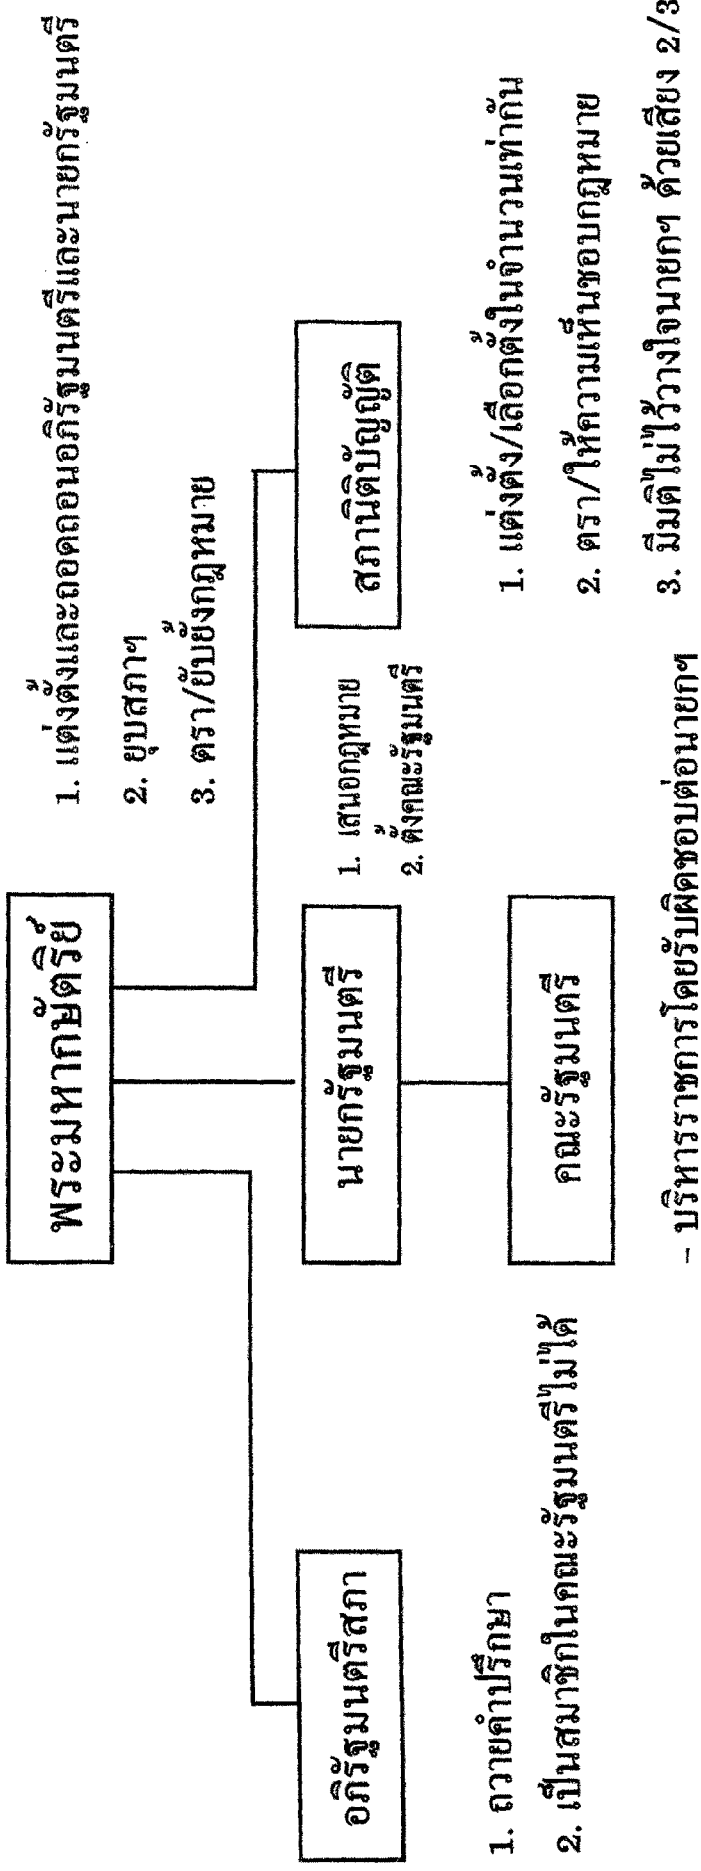 พระมหากษัตริย์
1. แต่งตั้งและถอดถอนอภิรัฐมนตรีและนายกรัฐมนตรี
2. ยุบสภาฯ
3. ตรา/ยับยั้งกฎหมาย
อภิรัฐมนตรีสภา
นายกรัฐมนตรี
1. เสนอกฎหมาย
2. ตั้งคณะรัฐมนตรี
สภานิติบัญญัติ
1. ถวายคำปรึกษา
2. เป็นสมาชิกในคณะรัฐมนตรีไม่ได้
คณะรัฐมนตรี
1. แต่งตั้ง/เลือกตั้งในจำนวนเท่ากัน
2. ตรา/ให้ความเห็นชอบกฎหมาย
3. มีมติไม่ไว้วางใจนายกฯ ด้วยเสียง 2/3
- บริหารราชการโดยรับผิดชอบต่อนายกฯ